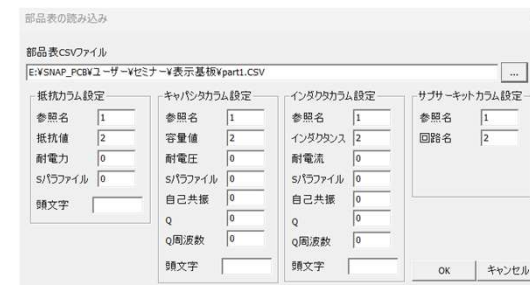 部品表の読み込み
部品表CSVファイル
E:¥SNAP_PCB¥ユーザー¥セミナー¥表示基板¥part1.CSV
...
抵抗カラム設定
参照名 1
抵抗値 2
耐電力 0
Sパラファイル 0
頭文字
キャパシタカラム設定
参照名 1
容量値 2
耐電圧 0
Sパラファイル 0
自己共振 0
Q 0
Q周波数 0
頭文字
インダクタカラム設定
参照名 1
インダクタンス 2
耐電流 0
Sパラファイル 0
自己共振 0
Q 0
Q周波数 0
頭文字
サブサーキットカラム設定
参照名 1
回路名 2
OK
キャンセル